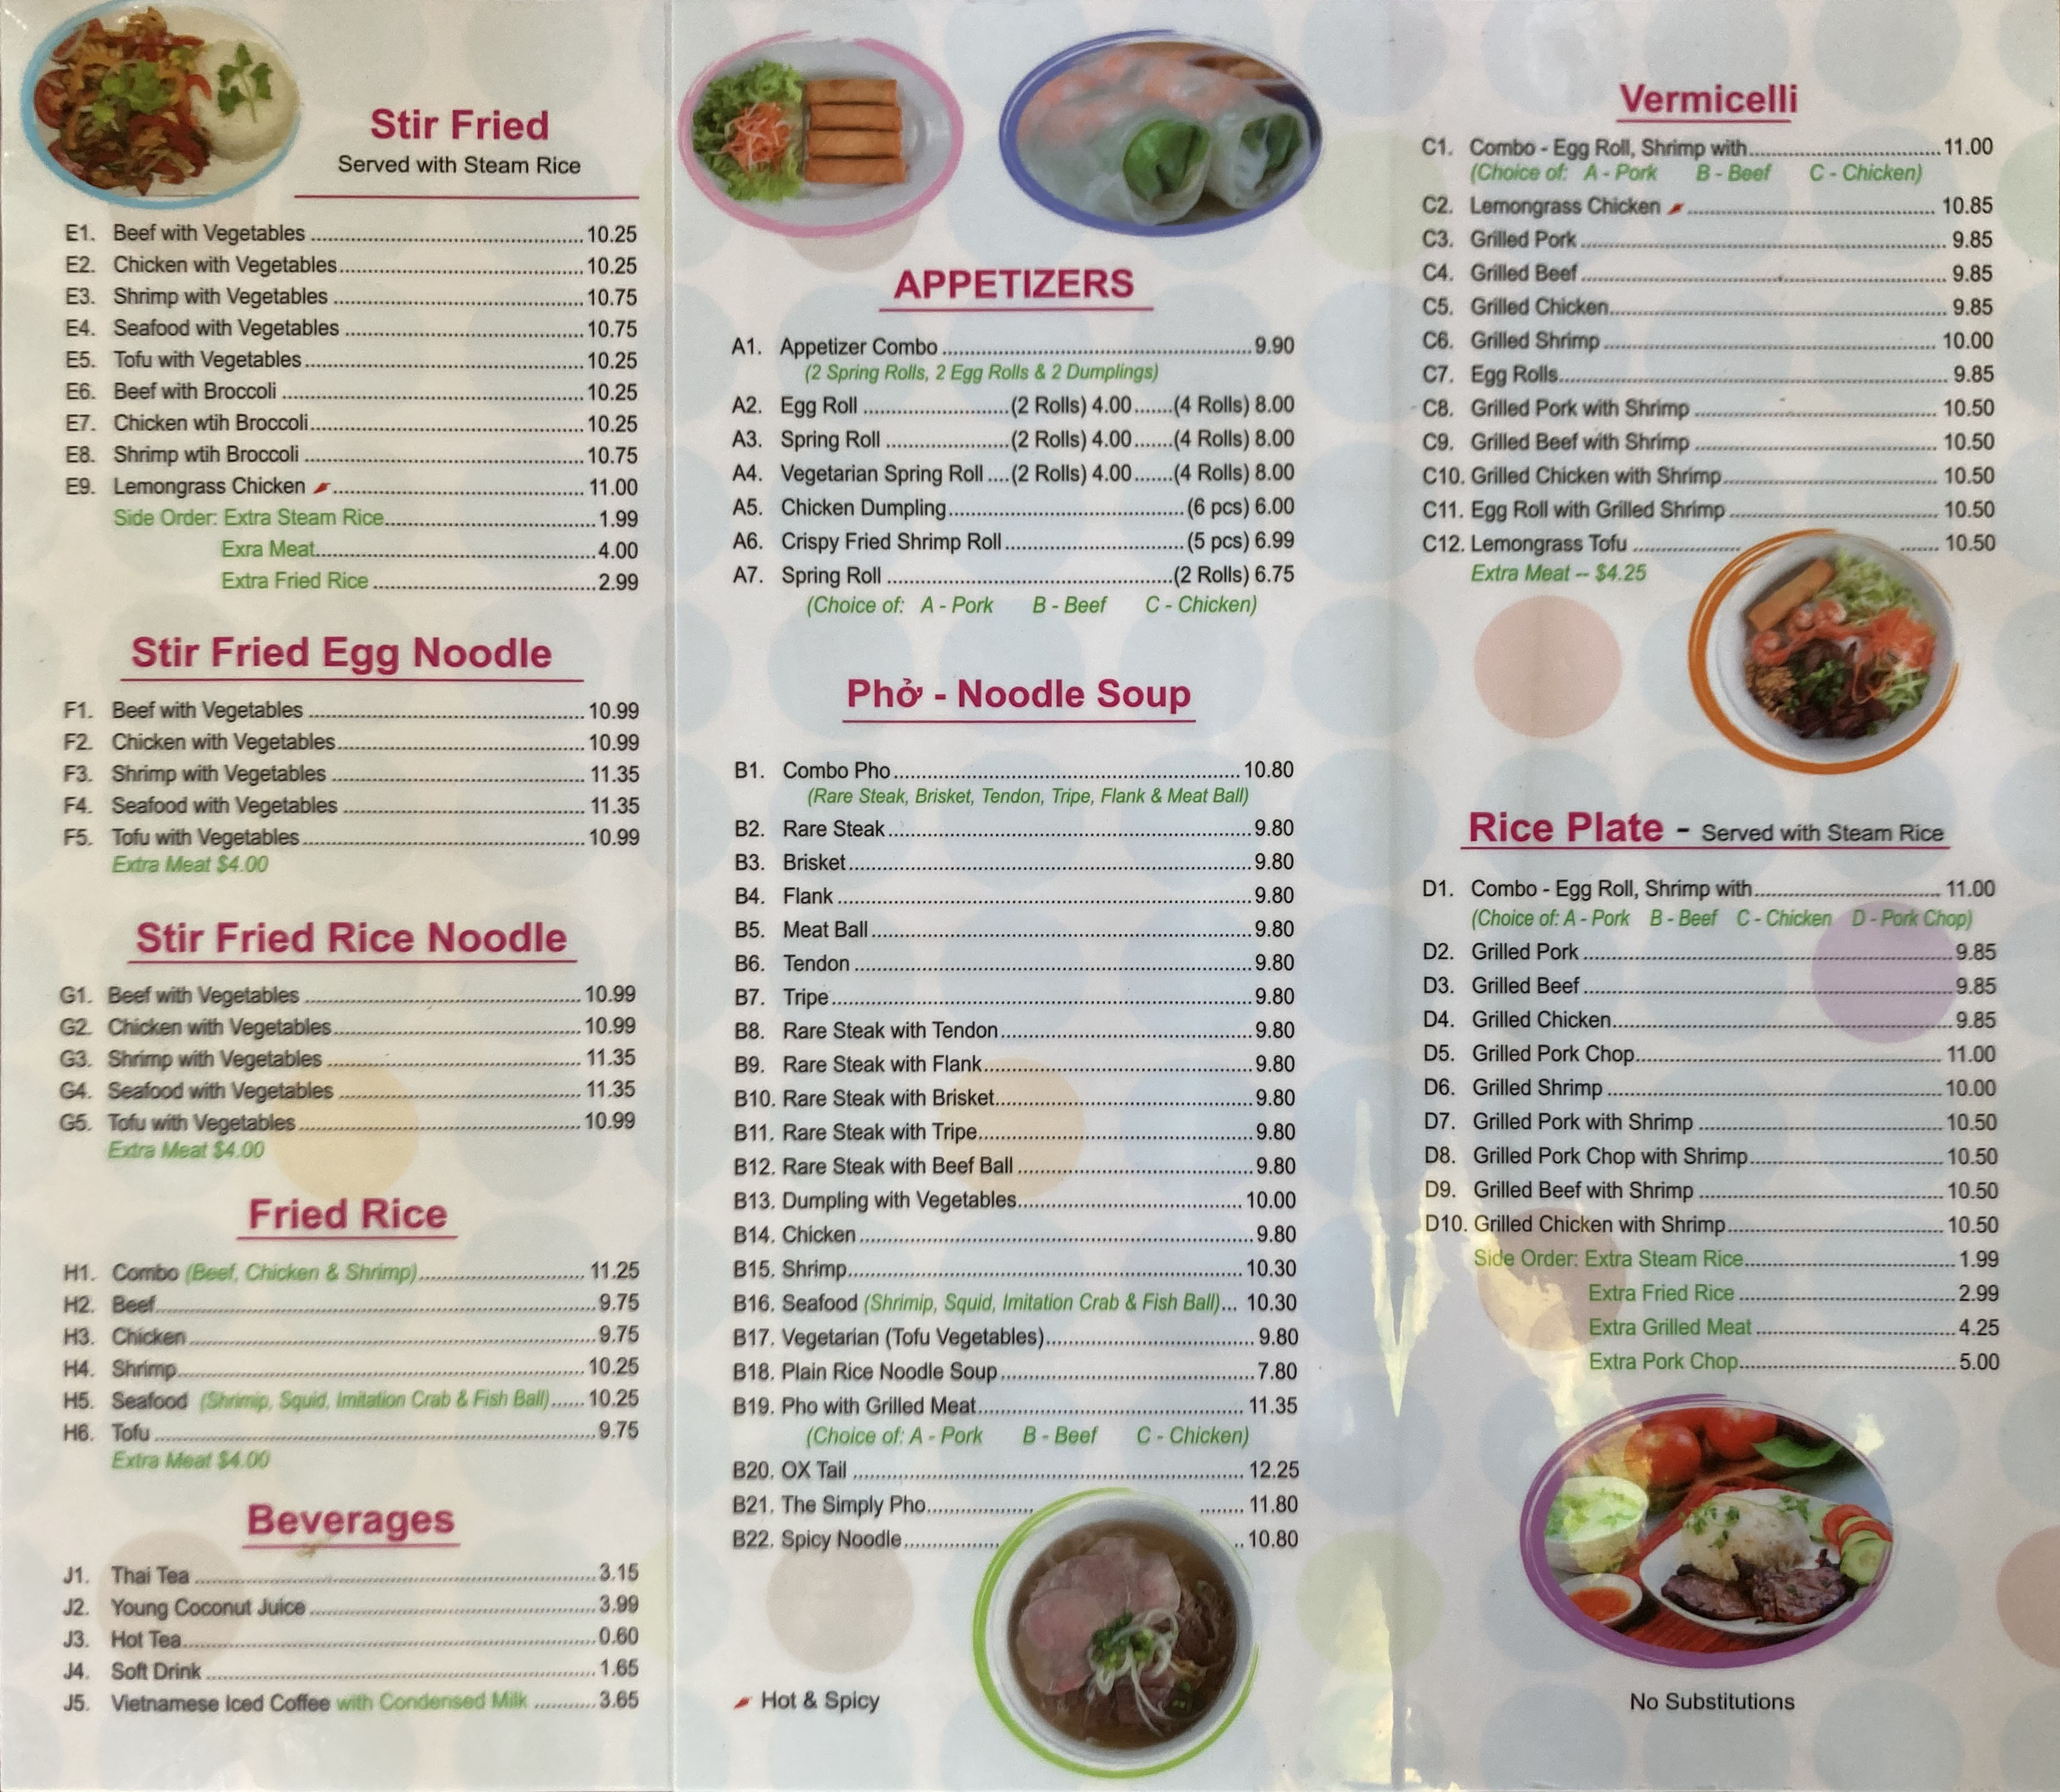 Stir Fried
Served with Steam Rice
E1. Beef with Vegetables 10.25
E2. Chicken with Vegetables 10.25
E3. Shrimp with Vegetables 10.75
E4. Seafood with Vegetables 10.75
E5. Tofu with Vegetables 10.25
E6. Beef with Broccoli 10.25
E7. Chicken wtih Broccoli 10.25
E8. Shrimp wtih Broccoli 10.75
E9. Lemongrass Chicken 11.00
Side Order: Extra Steam Rice 1.99
Exra Meat 4.00
Extra Fried Rice 2.99
Stir Fried Egg Noodle
F1. Beef with Vegetables 10.99
F2. Chicken with Vegetables 10.99
F3. Shrimp with Vegetables 11.35
F4. Seafood with Vegetables 11.35
F5. Tofu with Vegetables 10.99
Extra Meat $4.00
Stir Fried Rice Noodle
G1. Beef with Vegetables 10.99
G2. Chicken with Vegetables 10.99
G3. Shrimp with Vegetables 11.35
G4. Seafood with Vegetables 11.35
G5. Tofu with Vegetables 10.99
Extra Meat $4.00
Fried Rice
H1. Combo (Beef, Chicken & Shrimp) 11.25
H2. Beef 9.75
H3. Chicken 9.75
H4. Shrimp 10.25
H5. Seafood (Shrimip, Squid, Imitation Crab & Fish Ball) 10.25
H6. Tofu 9.75
Extra Meat $4.00
Beverages
J1. Thai Tea 3.15
J2. Young Coconut Juice 3.99
J3. Hot Tea 0.60
J4. Soft Drink 1.65
J5. Vietnamese Iced Coffee with Condensed Milk 3.65
APPETIZERS
A1. Appetizer Combo 9.90
(2 Spring Rolls, 2 Egg Rolls & 2 Dumplings)
A2. Egg Roll (2 Rolls) 4.00 (4 Rolls) 8.00
A3. Spring Roll (2 Rolls) 4.00 (4 Rolls) 8.00
A4. Vegetarian Spring Roll (2 Rolls) 4.00 (4 Rolls) 8.00
A5. Chicken Dumpling (6 pcs) 6.00
A6. Crispy Fried Shrimp Roll (5 pcs) 6.99
A7. Spring Roll (2 Rolls) 6.75
(Choice of: A - Pork B - Beef C - Chicken)
Phở - Noodle Soup
B1. Combo Pho 10.80
(Rare Steak, Brisket, Tendon, Tripe, Flank & Meat Ball)
B2. Rare Steak 9.80
B3. Brisket 9.80
B4. Flank 9.80
B5. Meat Ball 9.80
B6. Tendon 9.80
B7. Tripe 9.80
B8. Rare Steak with Tendon 9.80
B9. Rare Steak with Flank 9.80
B10. Rare Steak with Brisket 9.80
B11. Rare Steak with Tripe 9.80
B12. Rare Steak with Beef Ball 9.80
B13. Dumpling with Vegetables 10.00
B14. Chicken 9.80
B15. Shrimp 10.30
B16. Seafood (Shrimip, Squid, Imitation Crab & Fish Ball) 10.30
B17. Vegetarian (Tofu Vegetables) 9.80
B18. Plain Rice Noodle Soup 7.80
B19. Pho with Grilled Meat 11.35
(Choice of: A - Pork B - Beef C - Chicken)
B20. OX Tail 12.25
B21. The Simply Pho 11.80
B22. Spicy Noodle 10.80
Hot & Spicy
Vermicelli
C1. Combo - Egg Roll, Shrimp with 11.00
(Choice of: A - Pork B - Beef C - Chicken)
C2. Lemongrass Chicken 10.85
C3. Grilled Pork 9.85
C4. Grilled Beef 9.85
C5. Grilled Chicken 9.85
C6. Grilled Shrimp 10.00
C7. Egg Rolls 9.85
C8. Grilled Pork with Shrimp 10.50
C9. Grilled Beef with Shrimp 10.50
C10. Grilled Chicken with Shrimp 10.50
C11. Egg Roll with Grilled Shrimp 10.50
C12. Lemongrass Tofu 10.50
Extra Meat -- $4.25
Rice Plate - Served with Steam Rice
D1. Combo - Egg Roll, Shrimp with 11.00
(Choice of: A - Pork B - Beef C - Chicken D - Pork Chop)
D2. Grilled Pork 9.85
D3. Grilled Beef 9.85
D4. Grilled Chicken 9.85
D5. Grilled Pork Chop 11.00
D6. Grilled Shrimp 10.00
D7. Grilled Pork with Shrimp 10.50
D8. Grilled Pork Chop with Shrimp 10.50
D9. Grilled Beef with Shrimp 10.50
D10. Grilled Chicken with Shrimp 10.50
Side Order: Extra Steam Rice 1.99
Extra Fried Rice 2.99
Extra Grilled Meat 4.25
Extra Pork Chop 5.00
No Substitutions